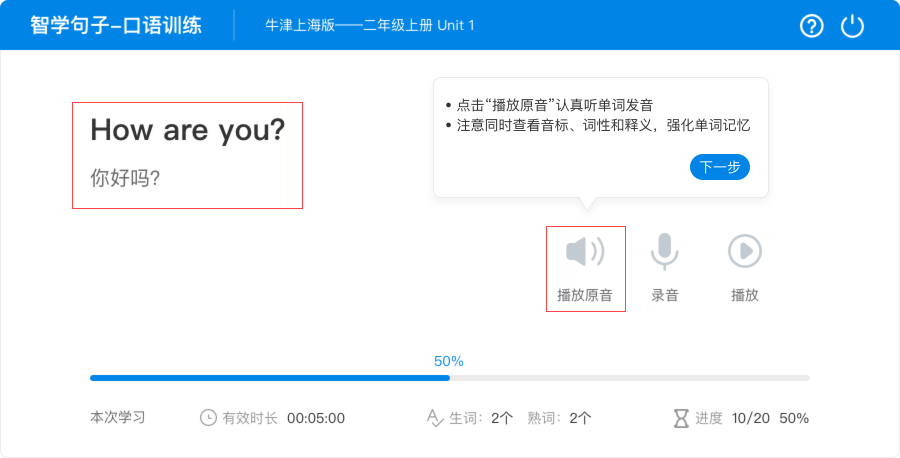 智学句子-口语训练
牛津上海版——二年级上册 Unit 1
How are you?
你好吗?
• 点击“播放原音”认真听单词发音
• 注意同时查看音标、词性和释义，强化单词记忆
下一步
播放原音 录音 播放
50%
本次学习 有效时长 00:05:00 生词：2个 熟词：2个 进度 10/20 50%